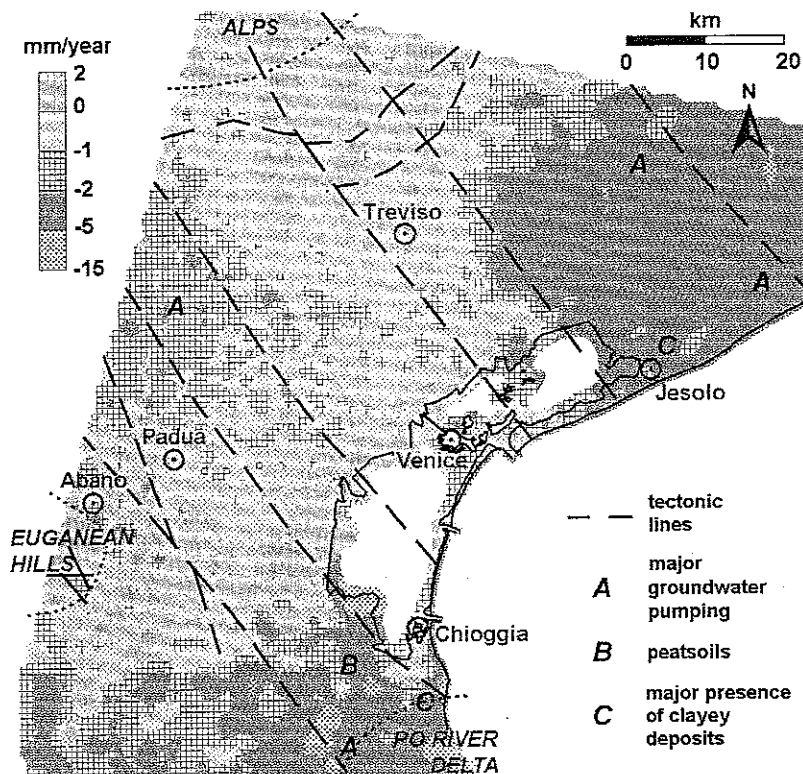 mm/year
2
0
-1
-2
-5
-15
ALPS
km
0 10 20
N
A
Treviso
A
A
C
Jesolo
Padua
Venice
Abano
EUGANEAN
HILLS
Chioggia
B
C
A
PO RIVER
DELTA
tectonic
lines
A
major
groundwater
pumping
B
peatsoils
C
major presence
of clayey
deposits